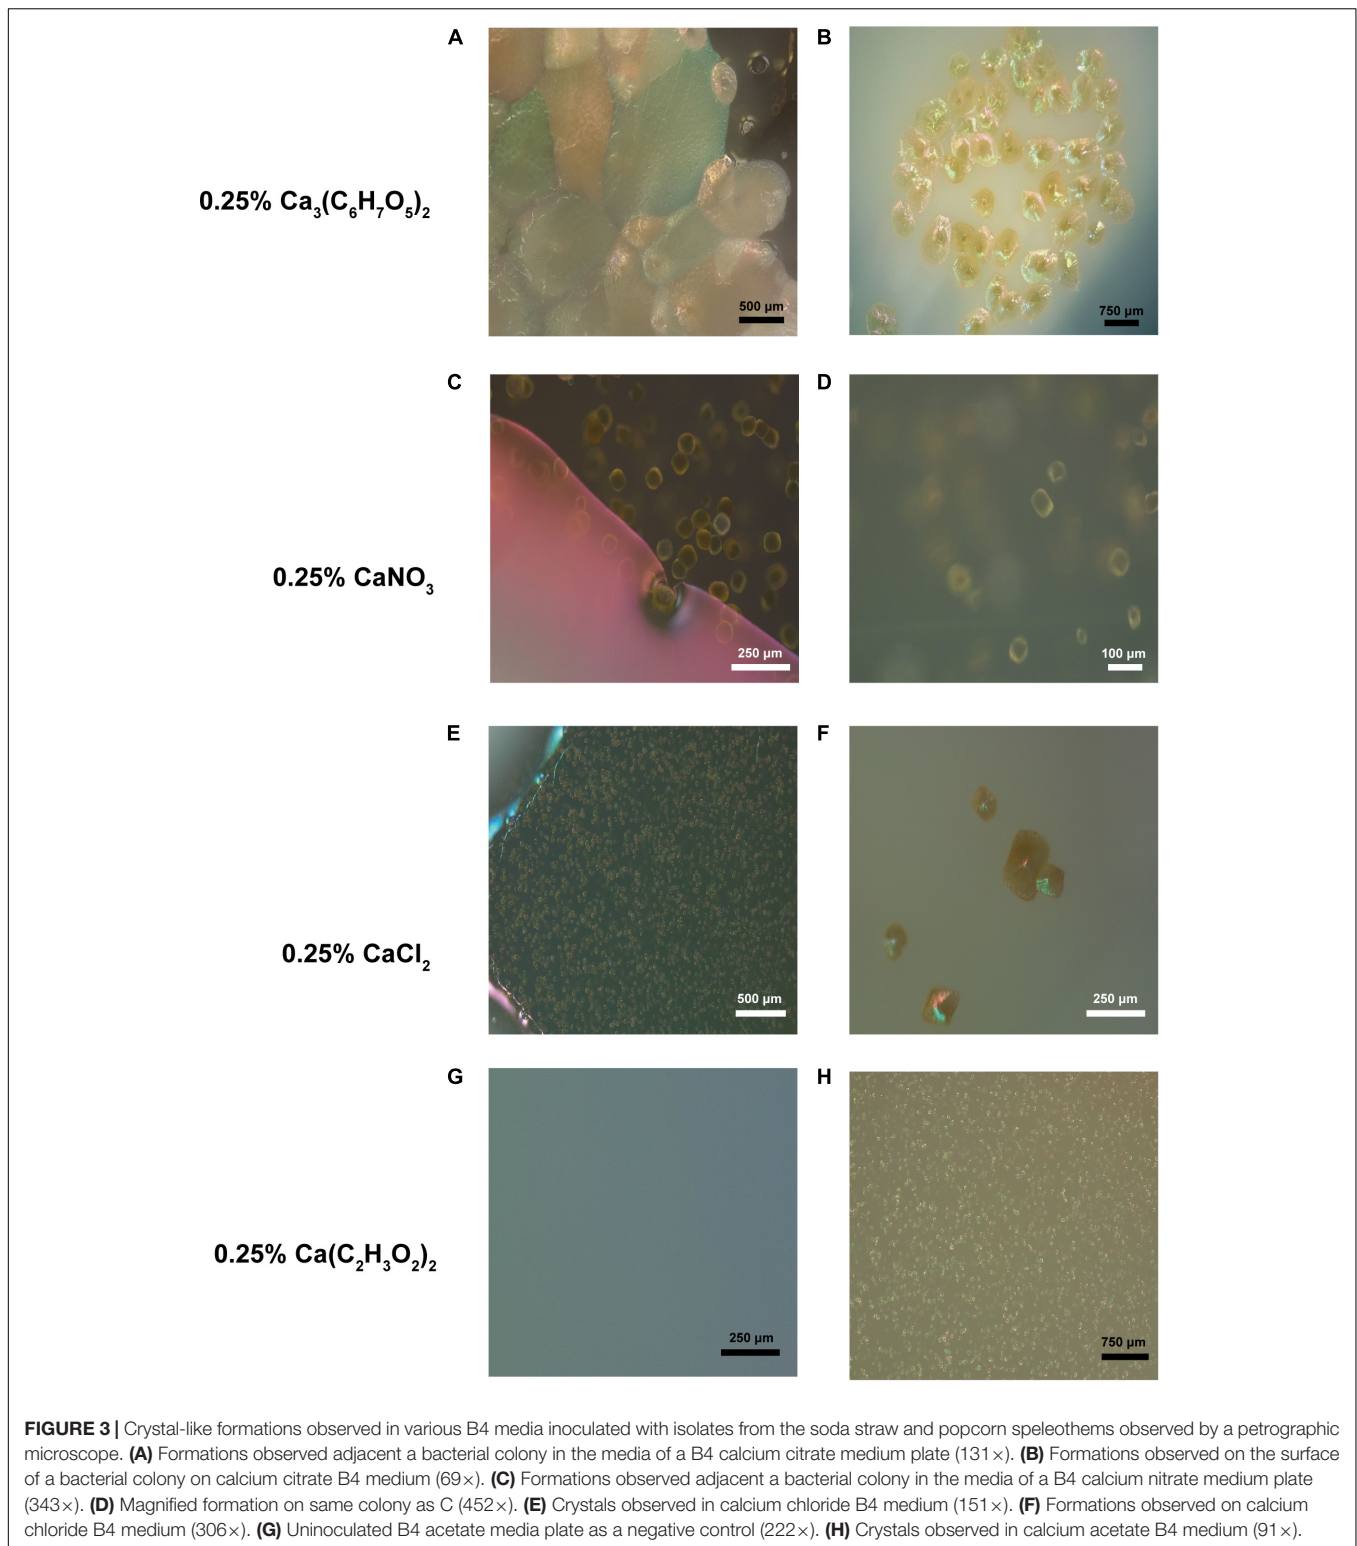 A
B
0.25% Ca3(C6H7O5)2
500 µm
750 µm
C
D
0.25% CaNO3
250 µm
100 µm
E
F
0.25% CaCl2
500 µm
250 µm
G
H
0.25% Ca(C2H3O2)2
250 µm
750 µm
FIGURE 3 | Crystal-like formations observed in various B4 media inoculated with isolates from the soda straw and popcorn speleothems observed by a petrographic
microscope. (A) Formations observed adjacent a bacterial colony in the media of a B4 calcium citrate medium plate (131×). (B) Formations observed on the surface
of a bacterial colony on calcium citrate B4 medium (69×). (C) Formations observed adjacent a bacterial colony in the media of a B4 calcium nitrate medium plate
(343×). (D) Magnified formation on same colony as C (452×). (E) Crystals observed in calcium chloride B4 medium (151×). (F) Formations observed on calcium
chloride B4 medium (306×). (G) Uninoculated B4 acetate media plate as a negative control (222×). (H) Crystals observed in calcium acetate B4 medium (91×).